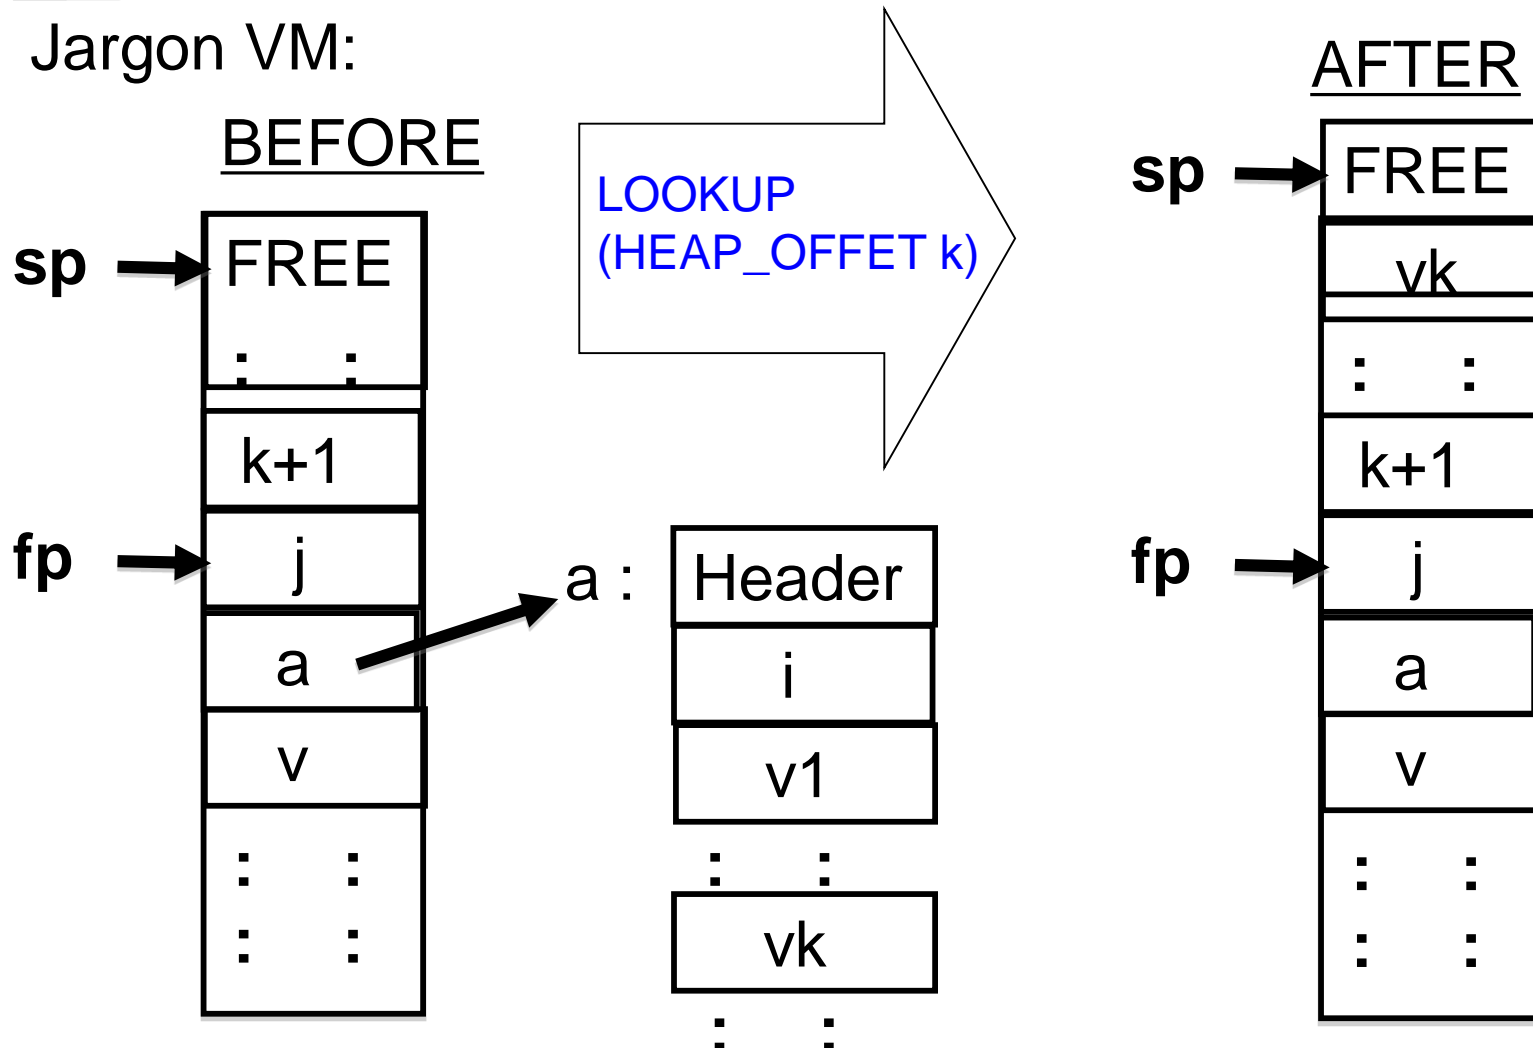 Jargon VM:
BEFORE
sp
FREE
: :
k+1
fp
j
a
v
: :
: :
LOOKUP
(HEAP_OFFET k)
a :
Header
i
v1
: :
vk
: :
AFTER
sp
FREE
vk
: :
k+1
fp
j
a
v
: :
: :